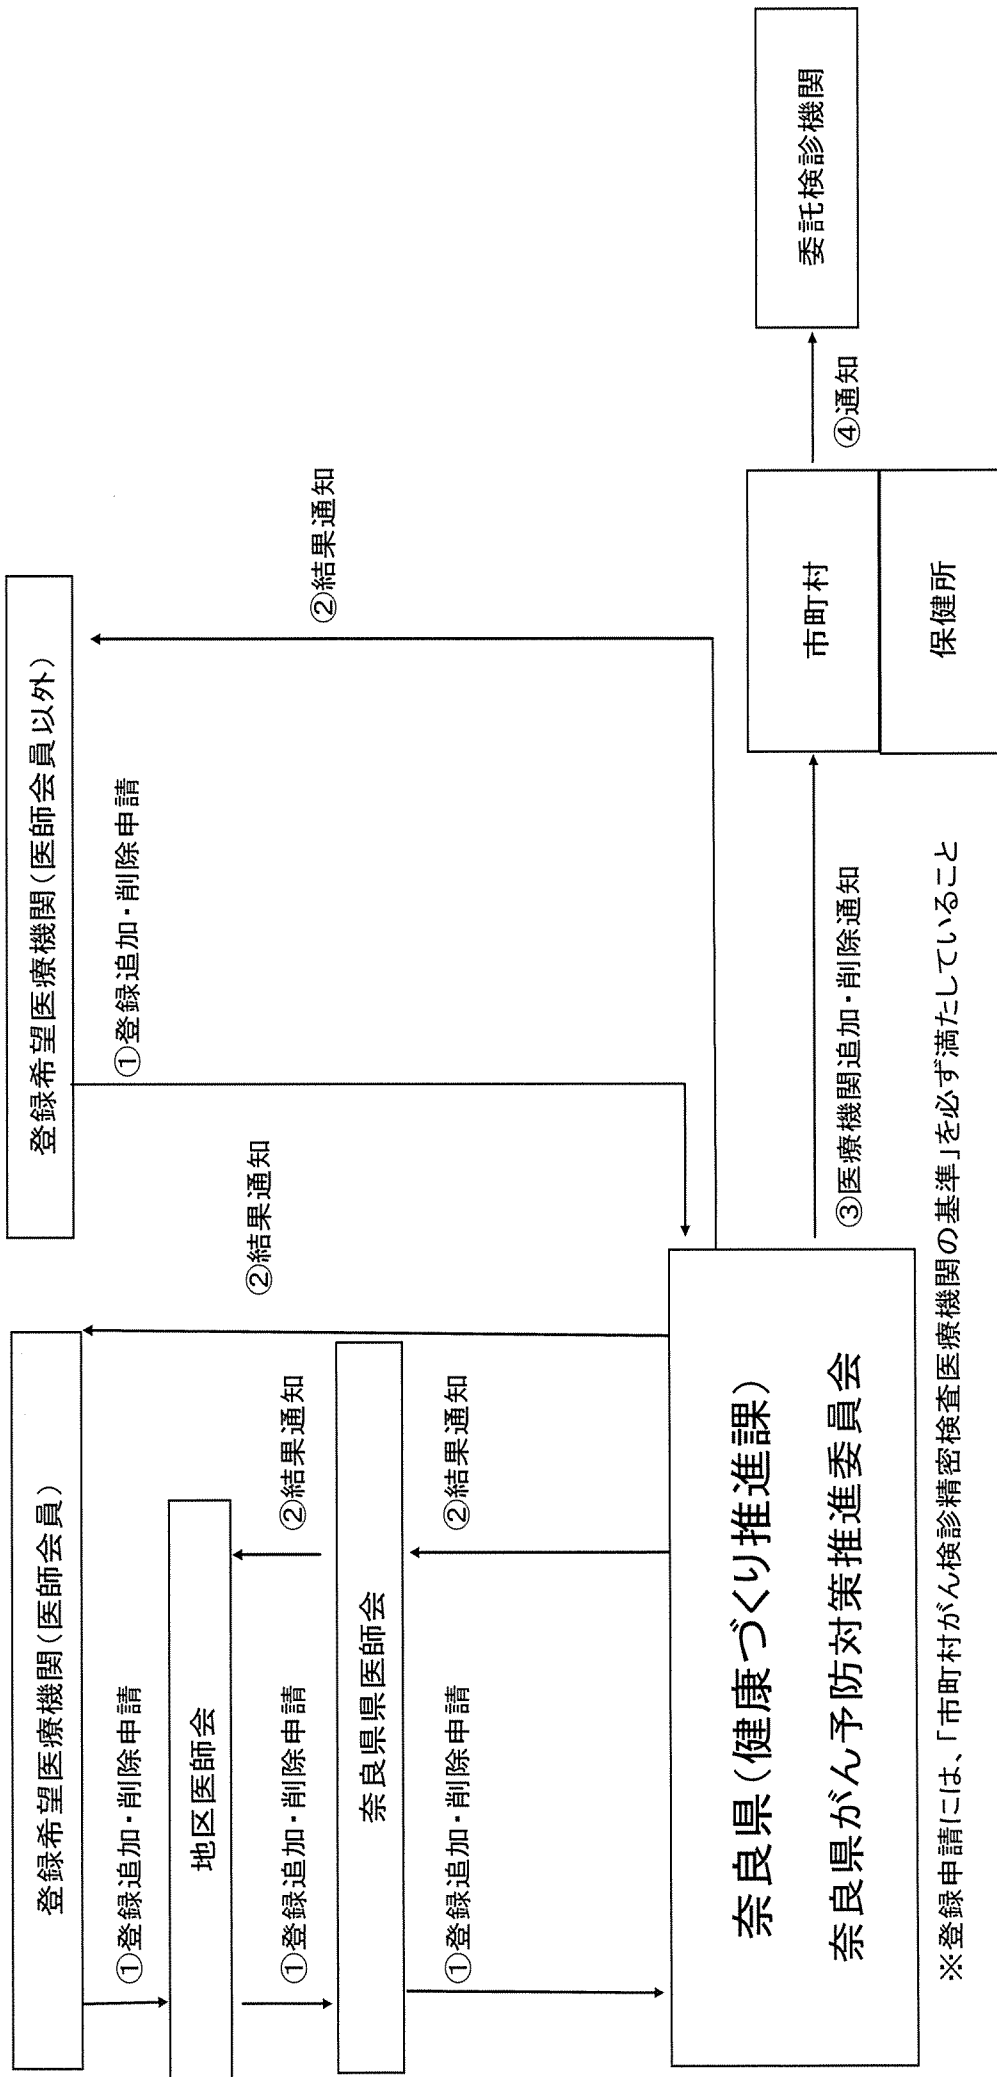 登録希望医療機関(医師会員)
登録希望医療機関(医師会員以外)
①登録追加・削除申請
①登録追加・削除申請
地区医師会
②結果通知
②結果通知
①登録追加・削除申請
②結果通知
奈良県県医師会
①登録追加・削除申請
②結果通知
奈良県(健康づくり推進課)
奈良県がん予防対策推進委員会
③医療機関追加・削除通知
市町村
保健所
④通知
委託検診機関
※登録申請には、「市町村がん検診精密検査医療機関の基準」を必ず満たしていること